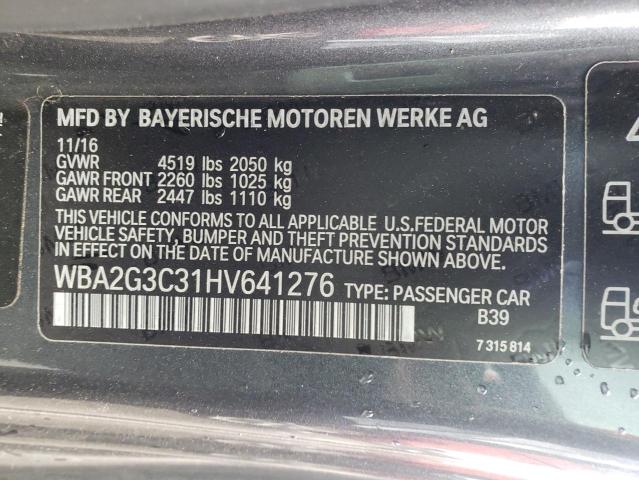 MFD BY BAYERISCHE MOTOREN WERKE AG
11/16
GVWR 4519 lbs 2050 kg
GAWR FRONT 2260 lbs 1025 kg
GAWR REAR 2447 lbs 1110 kg
THIS VEHICLE CONFORMS TO ALL APPLICABLE U.S.FEDERAL MOTOR
VEHICLE SAFETY, BUMPER AND THEFT PREVENTION STANDARDS
IN EFFECT ON THE DATE OF MANUFACTURE SHOWN ABOVE.
WBA2G3C31HV641276 TYPE: PASSENGER CAR
B39
7 315 814